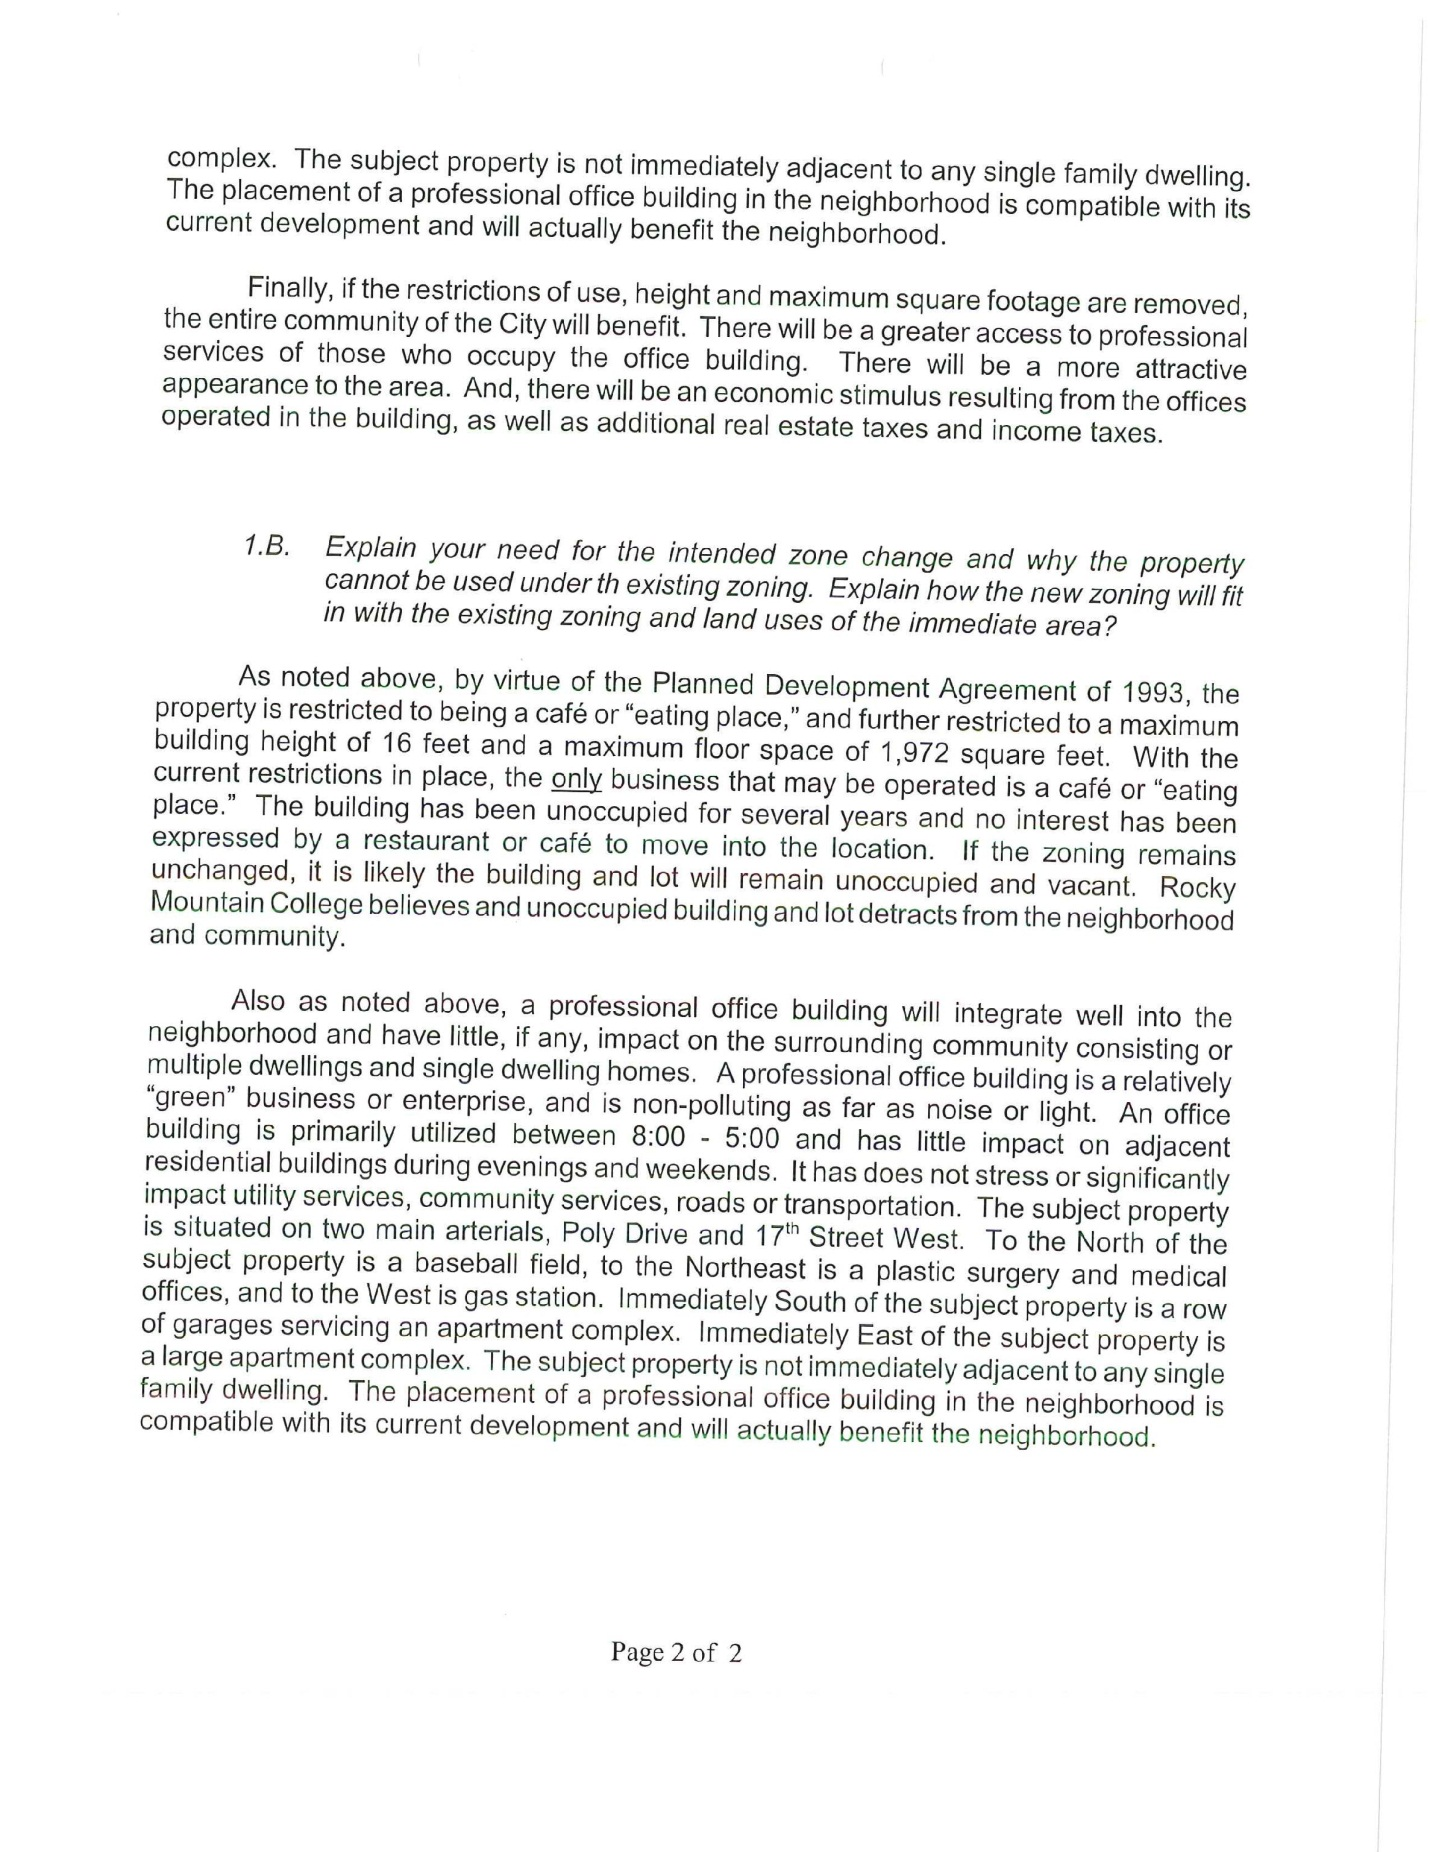 complex. The subject property is not immediately adjacent to any single family dwelling.
The placement of a professional office building in the neighborhood is compatible with its
current development and will actually benefit the neighborhood.
Finally, if the restrictions of use, height and maximum square footage are removed,
the entire community of the City will benefit. There will be a greater access to professional
services of those who occupy the office building. There will be a more attractive
appearance to the area. And, there will be an economic stimulus resulting from the offices
operated in the building, as well as additional real estate taxes and income taxes.
1.B. Explain your need for the intended zone change and why the property
cannot be used under th existing zoning. Explain how the new zoning will fit
in with the existing zoning and land uses of the immediate area?
As noted above, by virtue of the Planned Development Agreement of 1993, the
property is restricted to being a café or “eating place,” and further restricted to a maximum
building height of 16 feet and a maximum floor space of 1,972 square feet. With the
current restrictions in place, the only business that may be operated is a café or “eating
place.” The building has been unoccupied for several years and no interest has been
expressed by a restaurant or café to move into the location. If the zoning remains
unchanged, it is likely the building and lot will remain unoccupied and vacant. Rocky
Mountain College believes and unoccupied building and lot detracts from the neighborhood
and community.
Also as noted above, a professional office building will integrate well into the
neighborhood and have little, if any, impact on the surrounding community consisting or
multiple dwellings and single dwelling homes. A professional office building is a relatively
“green” business or enterprise, and is non-polluting as far as noise or light. An office
building is primarily utilized between 8:00 - 5:00 and has little impact on adjacent
residential buildings during evenings and weekends. It has does not stress or significantly
impact utility services, community services, roads or transportation. The subject property
is situated on two main arterials, Poly Drive and 17th Street West. To the North of the
subject property is a baseball field, to the Northeast is a plastic surgery and medical
offices, and to the West is gas station. Immediately South of the subject property is a row
of garages servicing an apartment complex. Immediately East of the subject property is
a large apartment complex. The subject property is not immediately adjacent to any single
family dwelling. The placement of a professional office building in the neighborhood is
compatible with its current development and will actually benefit the neighborhood.
Page 2 of 2